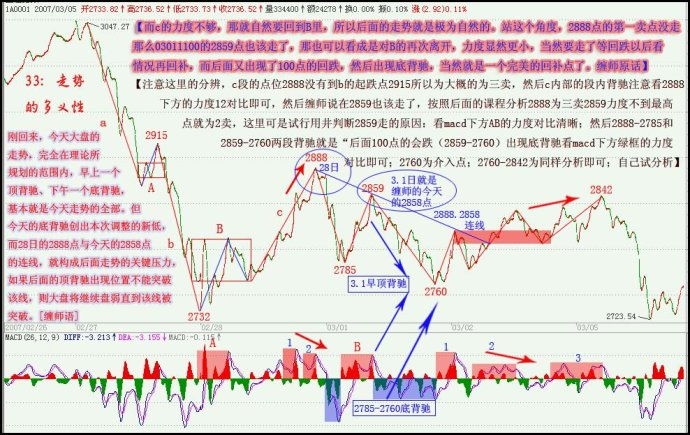 1A0001 2007/03/05 开2733.82↑高2736.52↑低2733.73↑收2736.52↑量334400↑额24278↑换0.00% 振0.10% 涨(2.92)0.11%
3047.27
【而c的力度不够，那就自然要回到B里，所以后面的走势就是极为自然的。站这个角度，2888点的第一卖点没走
那么03011100的2859点也该走了，那也可以看成是对B的再次离开，力度显然更小，当然要走了等回跌以后看
情况再回补，而后面又出现了100点的回跌，然后出现底背驰，当然就是一个完美的回补点了。缠师原话】
33：走势
的多义性
【注意这里的分辨，c段的点位2888没有到b的起跌点2915所以为大概的为三卖，然后c内部的段内背驰注意看2888
下方的力度12对比即可，然后缠师说在2859也该走了，按照后面的课程分析2888为三卖2859力度不到最高
点就为2卖，这里可是试行用井判断2859走的原因；看macd下方AB的力度对比清晰；然后2888-2785和
2859-2760两段背驰就是“后面100点的会跌（2859-2760）出现底背驰看macd下方绿框的力度
对比即可；2760为介入点；2760-2842为同样分析即可；自己试分析】
刚回来，今天大盘的
走势，完全在理论所
规划的范围内，早上一个
顶背驰、下午一个底背驰，
基本就是今天走势的全部。但
今天的底背驰创出本次调整的新低，
而28日的2888点与今天的2858点
的连线，就构成后面走势的关键压力，
如果后面的顶背驰出现位置不能突破
该线，则大盘将继续盘弱直到该线被
突破。[缠师语]
a
2915
A
b
B
2732
c
2888
28日
2785
2859
3.1日就是
缠师的今天
的2858点
2888.2858
连线
2842
3.1早顶背驰
2760
2723.54
2007/02/26
02/27
02/28
03/01
03/02
03/05
MACD(26,12,9) DIFF:-3.213↑ DEA:-3.155↓ MACD:-0.115↑
A
1
2
B
1
2
3
2785-2760底背驰